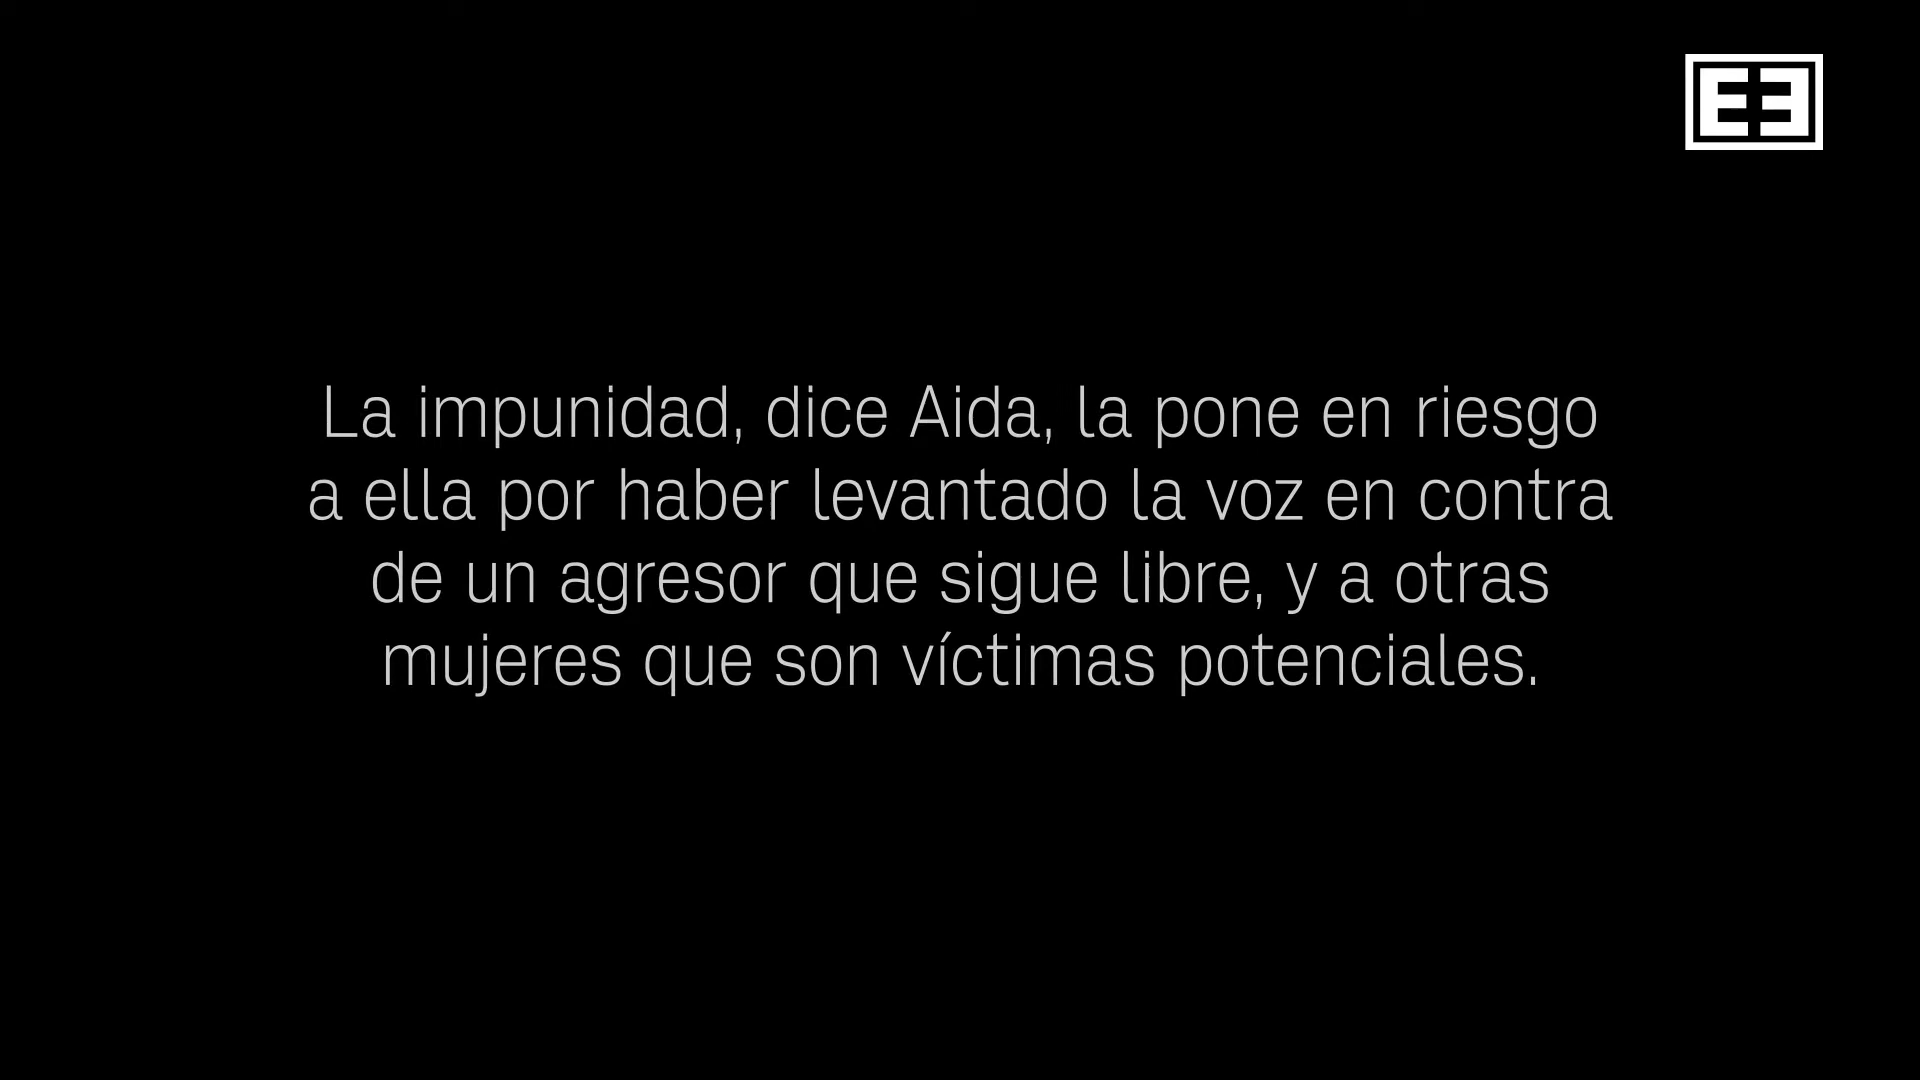 EE
La impunidad, dice Aida, la pone en riesgo
a ella por haber levantado la voz en contra
de un agresor que sigue libre, y a otras
mujeres que son víctimas potenciales.